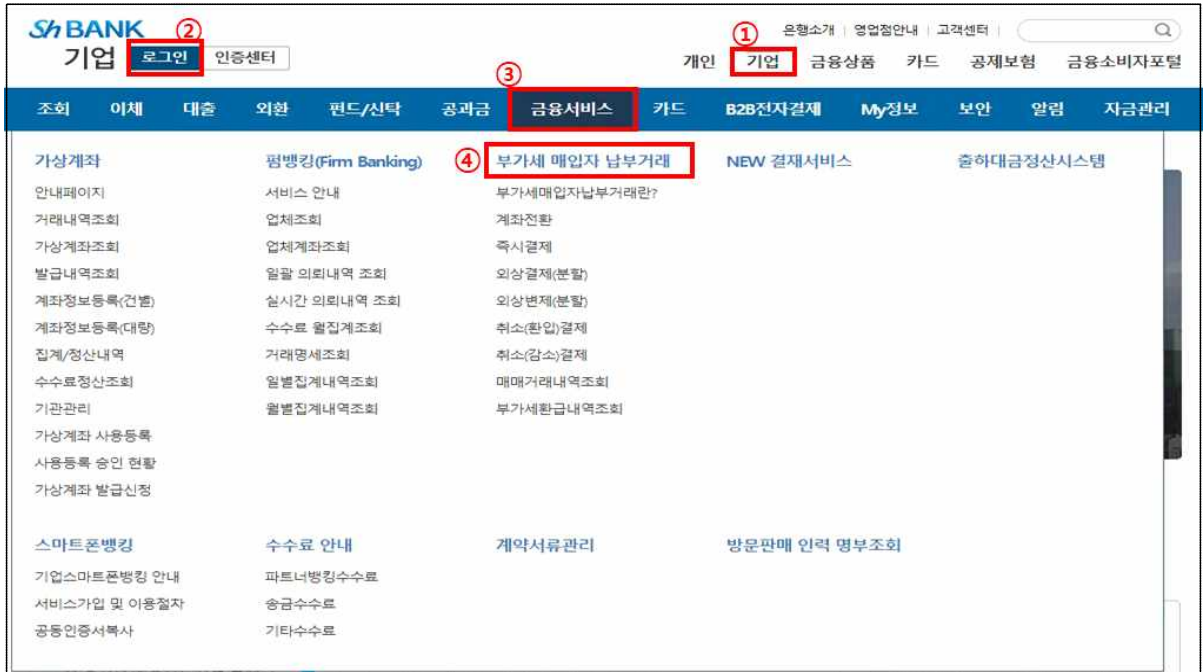 Sh BANK
②
①
은행소개 | 영업점안내 | 고객센터 |
기업 로그인 인증센터
개인 기업 금융상품 카드 공제보험 금융소비자포털
③
조회 이체 대출 외환 펀드/신탁 공과금 금융서비스 카드 B2B전자결제 My정보 보안 알림 자금관리
가상계좌
안내페이지
거래내역조회
가상계좌조회
발급내역조회
계좌정보등록(건별)
계좌정보등록(대량)
집계/정산내역
수수료정산조회
기관관리
가상계좌 사용등록
사용등록 승인 현황
가상계좌 발급신청
펌뱅킹(Firm Banking)
서비스 안내
업체조회
업체계좌조회
일괄 의뢰내역 조회
실시간 의뢰내역 조회
수수료 월집계조회
거래명세조회
일별집계내역조회
월별집계내역조회
④ 부가세 매입자 납부거래
부가세매입자납부거래란?
계좌전환
즉시결제
외상결제(분할)
외상변제(분할)
취소(환입)결제
취소(감소)결제
매매거래내역조회
부가세환급내역조회
NEW 결재서비스
출하대금정산시스템
스마트폰뱅킹
기업스마트폰뱅킹 안내
서비스가입 및 이용절차
공동인증서복사
수수료 안내
파트너뱅킹수수료
송금수수료
기타수수료
계약서류관리
방문판매 인력 명부조회